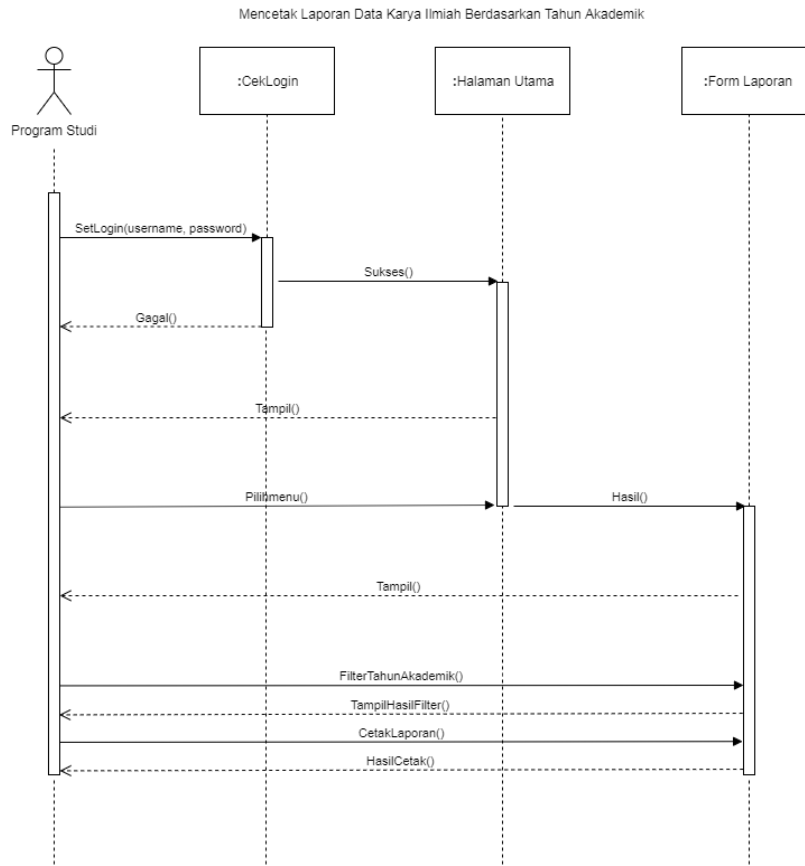 Mencetak Laporan Data Karya Ilmiah Berdasarkan Tahun Akademik
Program Studi
:CekLogin
:Halaman Utama
:Form Laporan
SetLogin(username, password)
Sukses()
Gagal()
Tampil()
Pilihmenu()
Hasil()
Tampil()
FilterTahunAkademik()
TampilHasilFilter()
CetakLaporan()
HasilCetak()